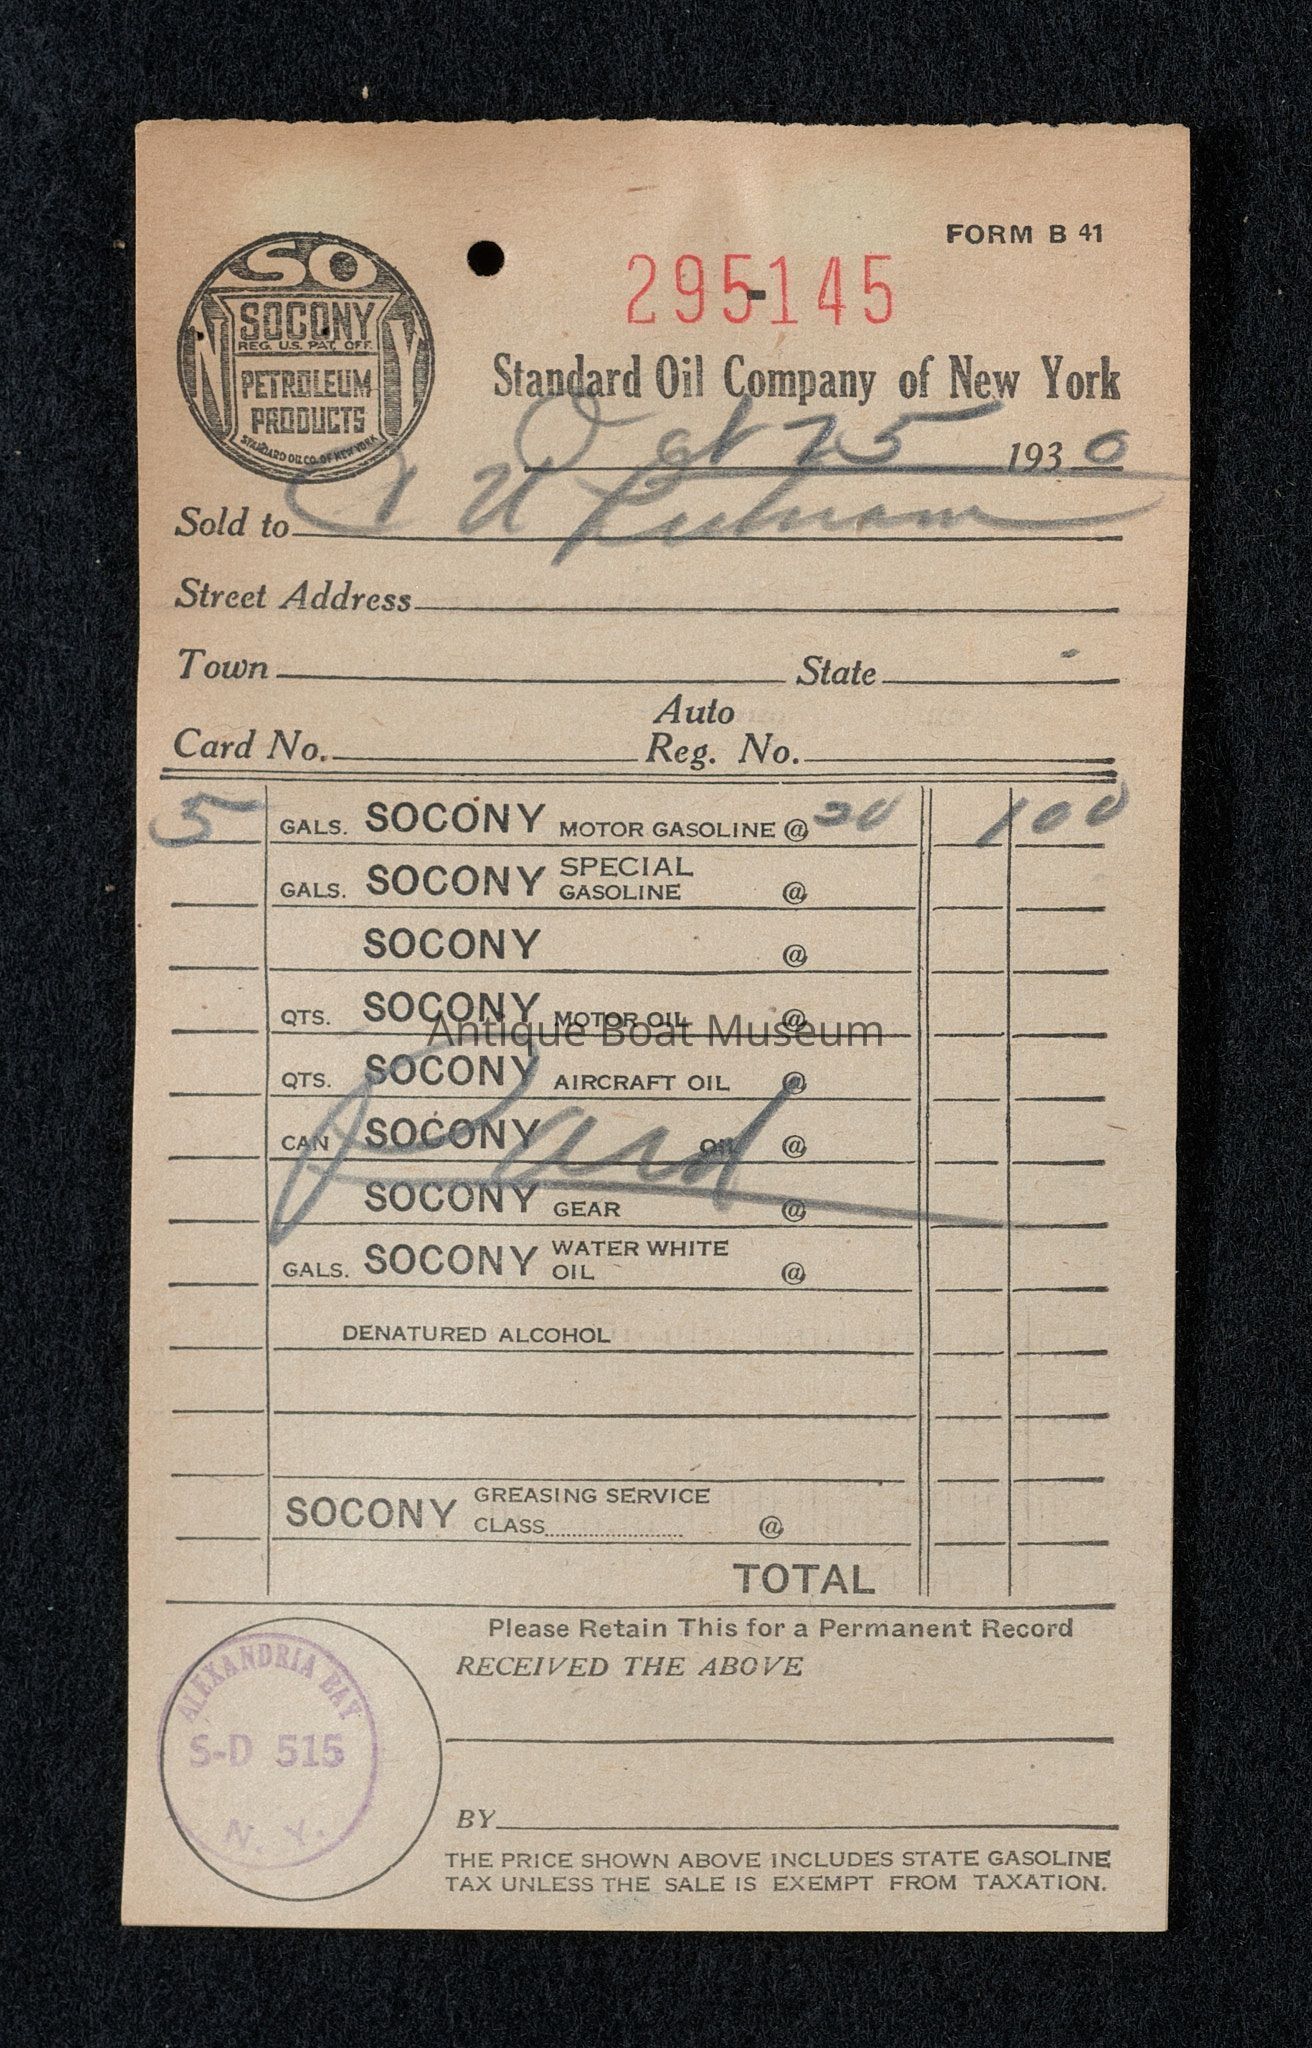 FORM B 41
SO
N Y
SOCONY
REG. U.S. PAT. OFF.
PETROLEUM
PRODUCTS
STANDARD OIL CO. OF NEW YORK
295-145
Standard Oil Company of New York
Oct 25 1930
Sold to Putnam
Street Address
Town State
Auto
Card No. Reg. No.
5 GALS. SOCONY MOTOR GASOLINE @ 20 1 00
GALS. SOCONY SPECIAL GASOLINE @
SOCONY @
QTS. SOCONY MOTOR OIL @
Antique Boat Museum
QTS. SOCONY AIRCRAFT OIL @
CAN SOCONY OIL @
Paid
SOCONY GEAR @
GALS. SOCONY WATER WHITE OIL @
DENATURED ALCOHOL
SOCONY GREASING SERVICE
CLASS @
TOTAL
Please Retain This for a Permanent Record
RECEIVED THE ABOVE
ALEXANDRIA BAY
S-D 515
N. Y.
BY
THE PRICE SHOWN ABOVE INCLUDES STATE GASOLINE
TAX UNLESS THE SALE IS EXEMPT FROM TAXATION.